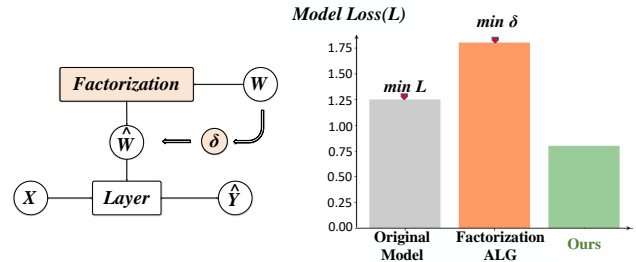 Factorization
W
Ŵ
δ
X
Layer
Ŷ
Model Loss(L)
min δ
min L
1.75
1.75
1.25
1.00
0.75
0.50
0.25
0.00
Original
Model
Factorization
ALG
Ours